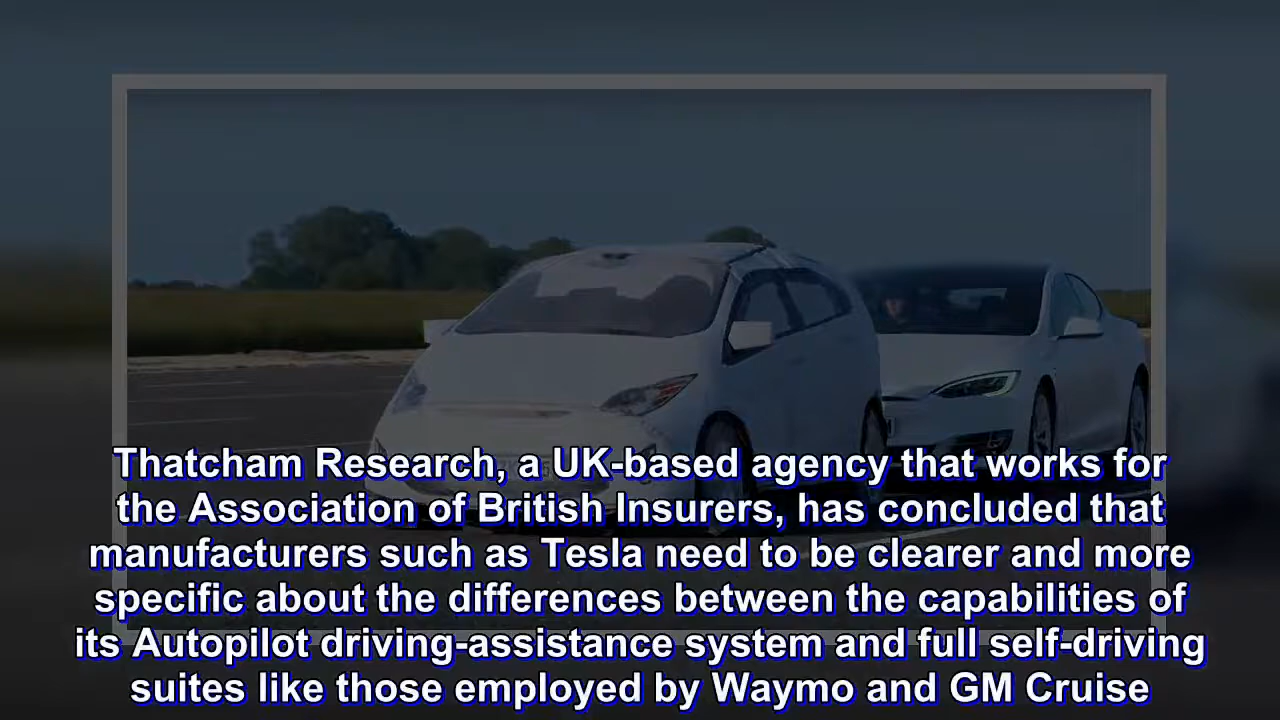 Thatcham Research, a UK-based agency that works for
the Association of British Insurers, has concluded that
manufacturers such as Tesla need to be clearer and more
specific about the differences between the capabilities of
its Autopilot driving-assistance system and full self-driving
suites like those employed by Waymo and GM Cruise